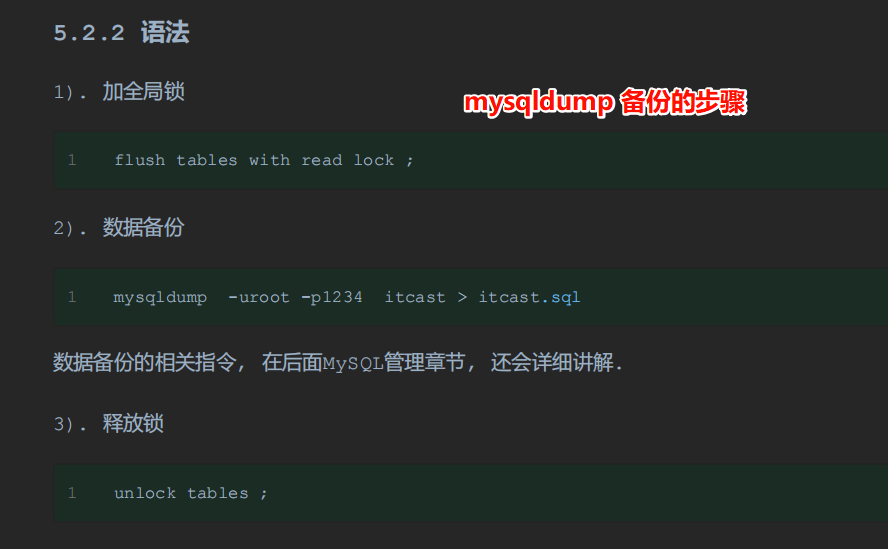 5.2.2 语法
1). 加全局锁
mysqldump 备份的步骤
1 flush tables with read lock ;
2). 数据备份
1 mysqldump -uroot -p1234 itcast > itcast.sql
数据备份的相关指令, 在后面MySQL管理章节, 还会详细讲解.
3). 释放锁
1 unlock tables ;